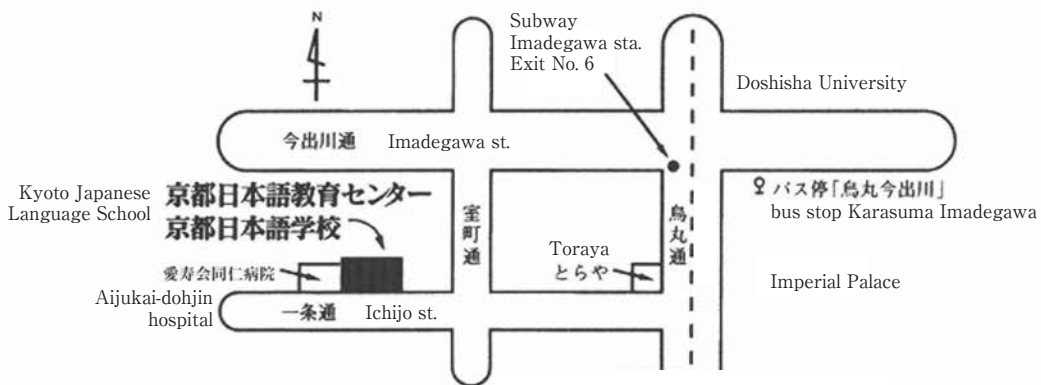 N
Subway
Imadegawa sta.
Exit No. 6
Doshisha University
今出川通 Imadegawa st.
Kyoto Japanese
Language School
京都日本語教育センター
京都日本語学校
室町通
烏丸通
バス停「烏丸今出川」
bus stop Karasuma Imadegawa
Toraya
とらや
愛寿会同仁病院
Aijukai-dohjin
hospital
Imperial Palace
一条通 Ichijo st.